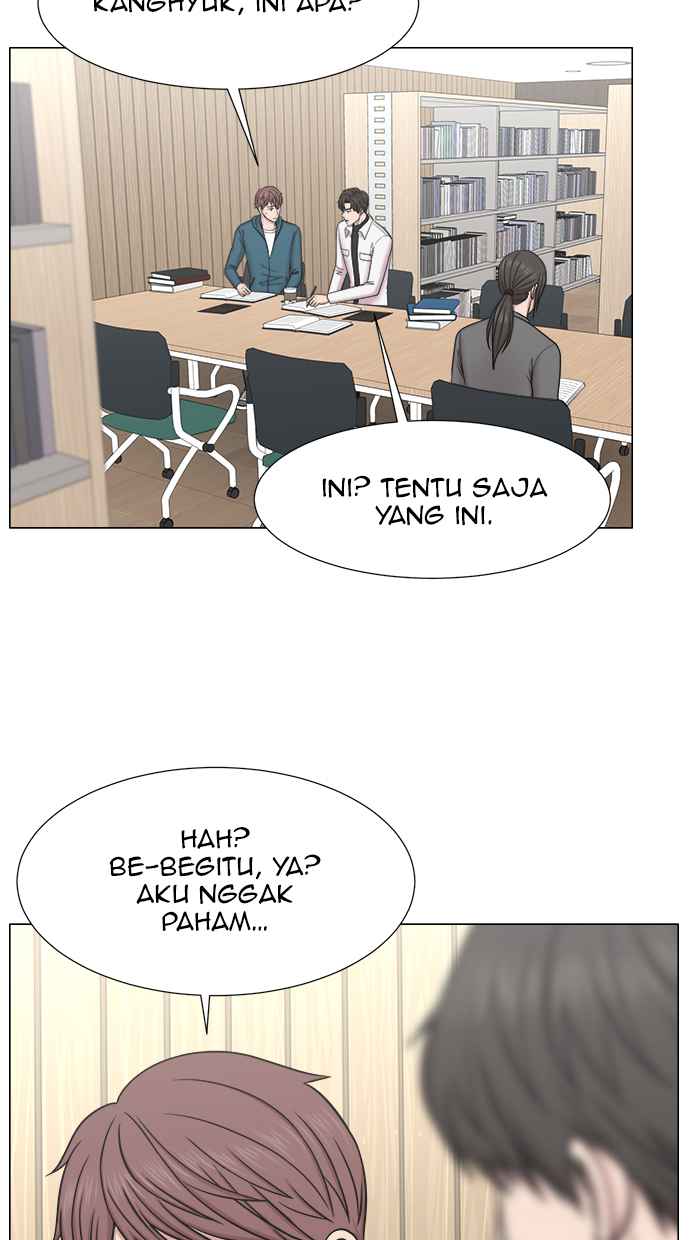 KANGHYUK, INI APA?
INI? TENTU SAJA
YANG INI.
HAH?
BE-BEGITU, YA?
AKU NGGAK
PAHAM...